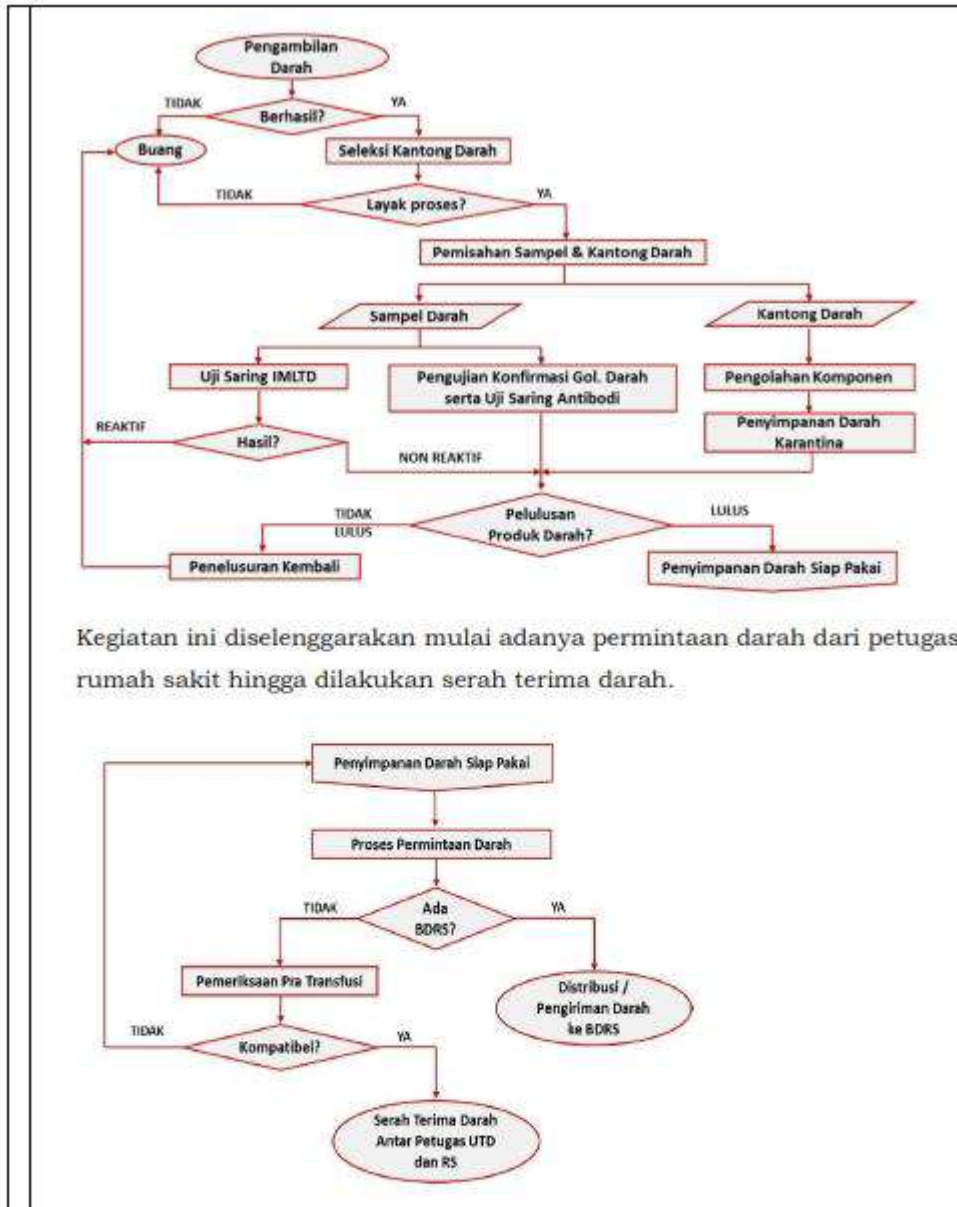 Pengambilan
Darah
TIDAK
YA
Berhasil?
Buang
Seleksi Kantong Darah
TIDAK
YA
Layak proses?
Pemisahan Sampel & Kantong Darah
Sampel Darah
Kantong Darah
Uji Saring IMLTD
Pengujian Konfirmasi Gol. Darah
serta Uji Saring Antibodi
Pengolahan Komponen
Penyimpanan Darah
Karantina
REAKTIF
Hasil?
NON REAKTIF
TIDAK
LULUS
Pelulusan
Produk Darah?
LULUS
Penelusuran Kembali
Penyimpanan Darah Siap Pakai
Kegiatan ini diselenggarakan mulai adanya permintaan darah dari petugas
rumah sakit hingga dilakukan serah terima darah.
Penyimpanan Darah Siap Pakai
Proses Permintaan Darah
TIDAK
Ada
BDRS?
YA
Pemeriksaan Pra Transfusi
Distribusi /
Pengiriman Darah
ke BDRS
TIDAK
Kompatibel?
YA
Serah Terima Darah
Antar Petugas UTD
dan RS